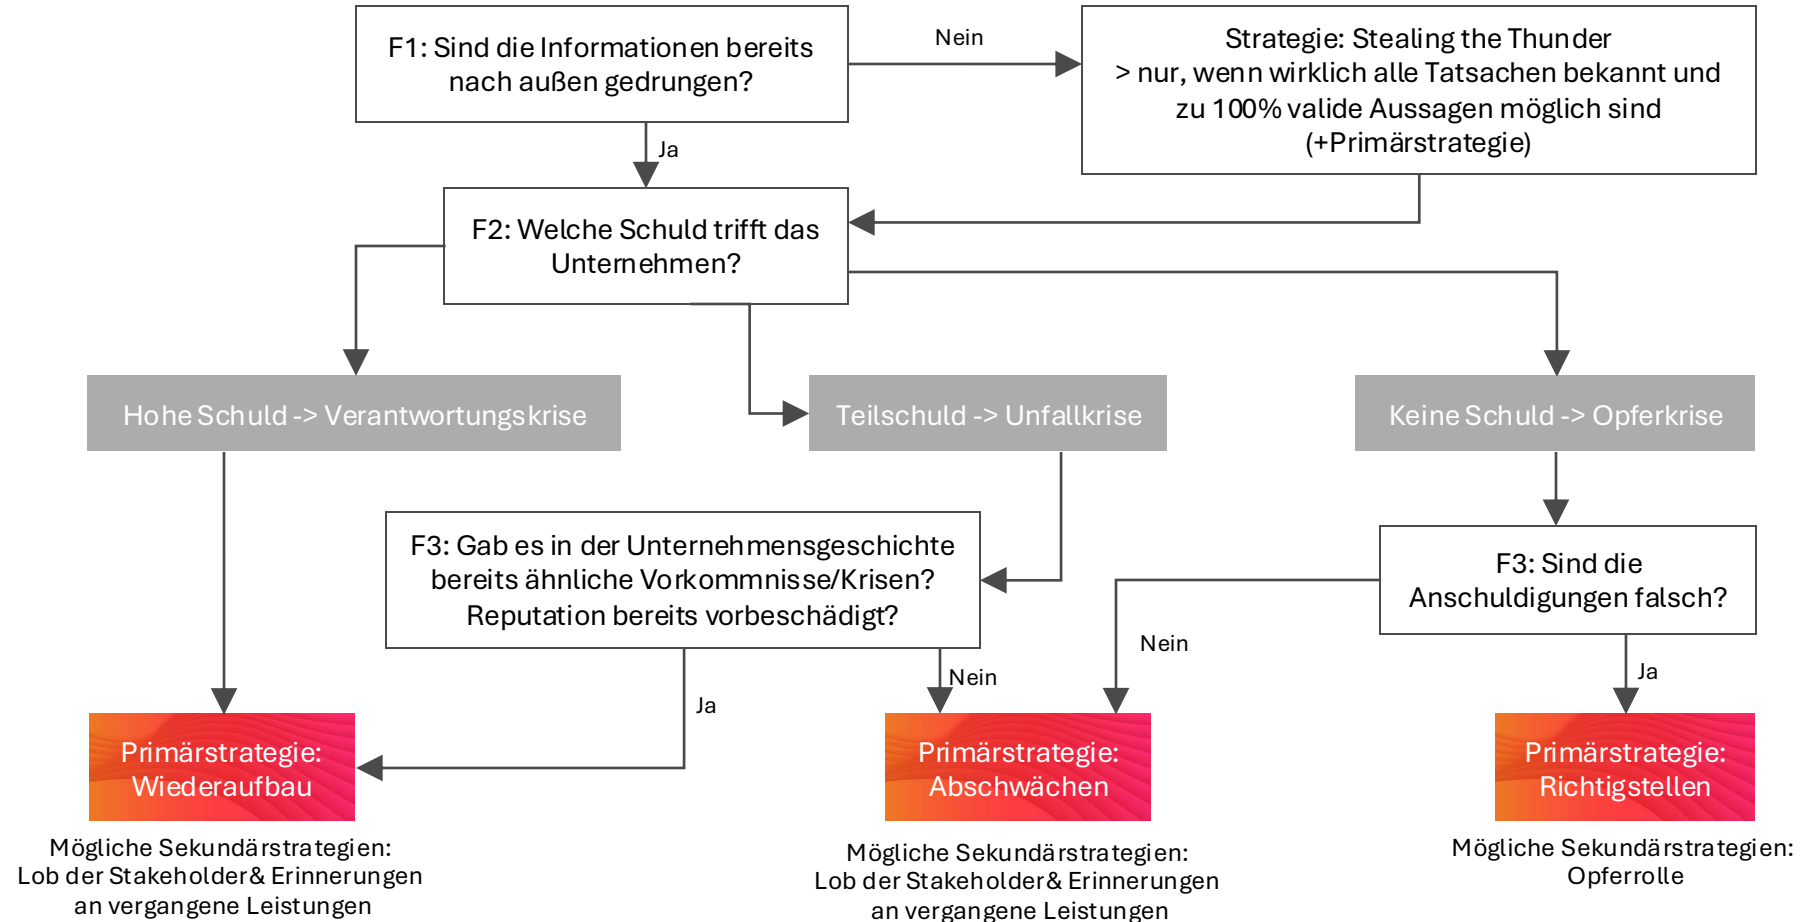 F1: Sind die Informationen bereits
nach außen gedrungen?
Nein
Strategie: Stealing the Thunder
> nur, wenn wirklich alle Tatsachen bekannt und
zu 100% valide Aussagen möglich sind
(+Primärstrategie)
Ja
F2: Welche Schuld trifft das
Unternehmen?
Hohe Schuld -> Verantwortungskrise
Teilschuld -> Unfallkrise
Keine Schuld -> Opferkrise
F3: Gab es in der Unternehmensgeschichte
bereits ähnliche Vorkommnisse/Krisen?
Reputation bereits vorbeschädigt?
F3: Sind die
Anschuldigungen falsch?
Nein
Ja
Nein
Ja
Primärstrategie:
Wiederaufbau
Primärstrategie:
Abschwächen
Primärstrategie:
Richtigstellen
Mögliche Sekundärstrategien:
Lob der Stakeholder& Erinnerungen
an vergangene Leistungen
Mögliche Sekundärstrategien:
Lob der Stakeholder& Erinnerungen
an vergangene Leistungen
Mögliche Sekundärstrategien:
Opferrolle